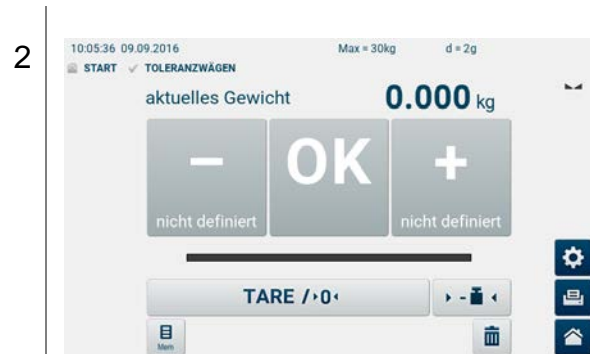 2
10:05:36 09.09.2016 Max = 30kg d = 2g
START TOLERANZWÄGEN
aktuelles Gewicht 0.000 kg
− OK +
nicht definiert nicht definiert
TARE / 0
-
Mem